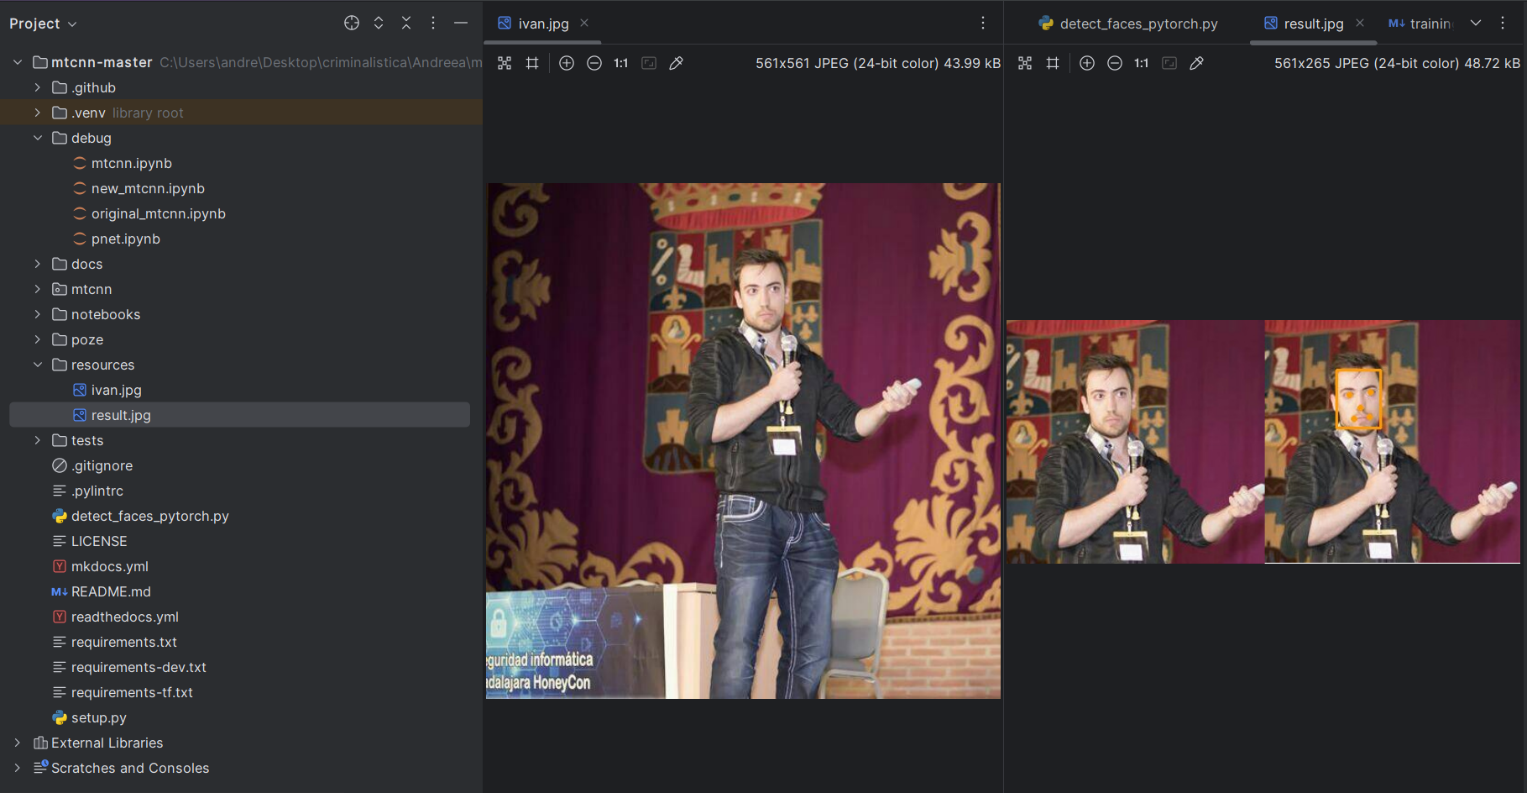 Project
mtcnn-master C:\Users\andre\Desktop\criminalistica\Andreea\m
.github
.venv library root
debug
mtcnn.ipynb
new_mtcnn.ipynb
original_mtcnn.ipynb
pnet.ipynb
docs
mtcnn
notebooks
poze
resources
ivan.jpg
result.jpg
tests
.gitignore
.pylintrc
detect_faces_pytorch.py
LICENSE
mkdocs.yml
M↓ README.md
readthedocs.yml
requirements.txt
requirements-dev.txt
requirements-tf.txt
setup.py
External Libraries
Scratches and Consoles
ivan.jpg
1:1 561x561 JPEG (24-bit color) 43.99 kB
eguridad informática
adalajara HoneyCon
detect_faces_pytorch.py result.jpg M↓ trainin
1:1 561x265 JPEG (24-bit color) 48.72 kB